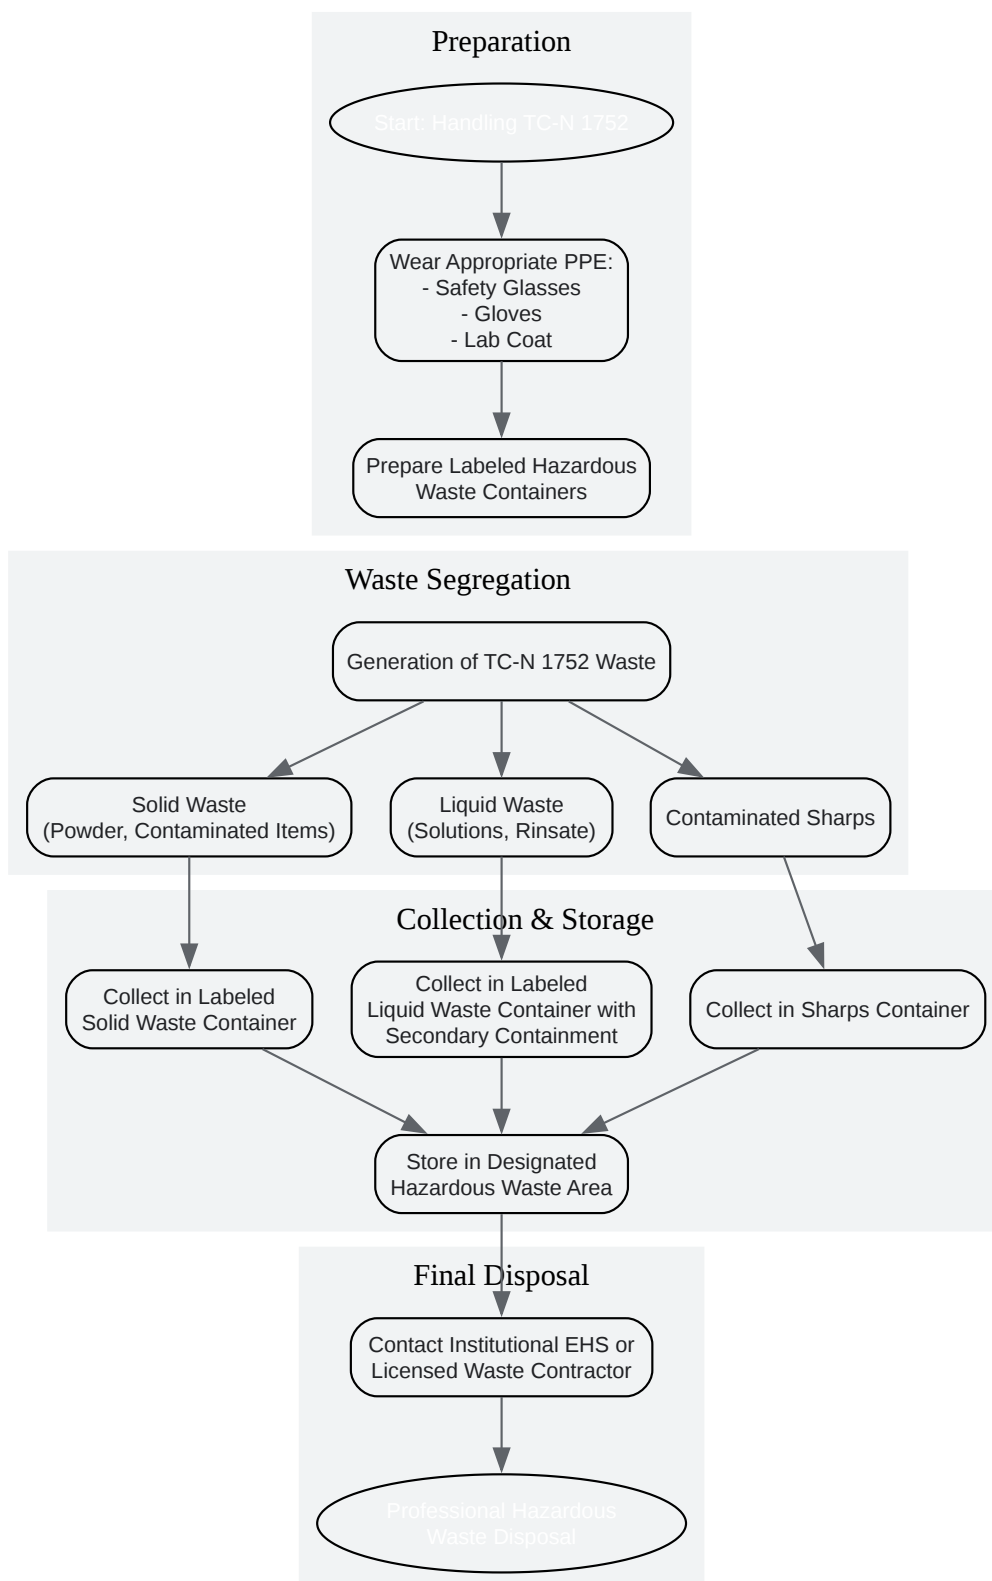 Preparation
Start: Handling TC-N 1752
Wear Appropriate PPE:
- Safety Glasses
- Gloves
- Lab Coat
Prepare Labeled Hazardous
Waste Containers
Waste Segregation
Generation of TC-N 1752 Waste
Solid Waste
(Powder, Contaminated Items)
Liquid Waste
(Solutions, Rinsate)
Contaminated Sharps
Collection & Storage
Collect in Labeled
Solid Waste Container
Collect in Labeled
Liquid Waste Container with
Secondary Containment
Collect in Sharps Container
Store in Designated
Hazardous Waste Area
Final Disposal
Contact Institutional EHS or
Licensed Waste Contractor
Professional Hazardous
Waste Disposal